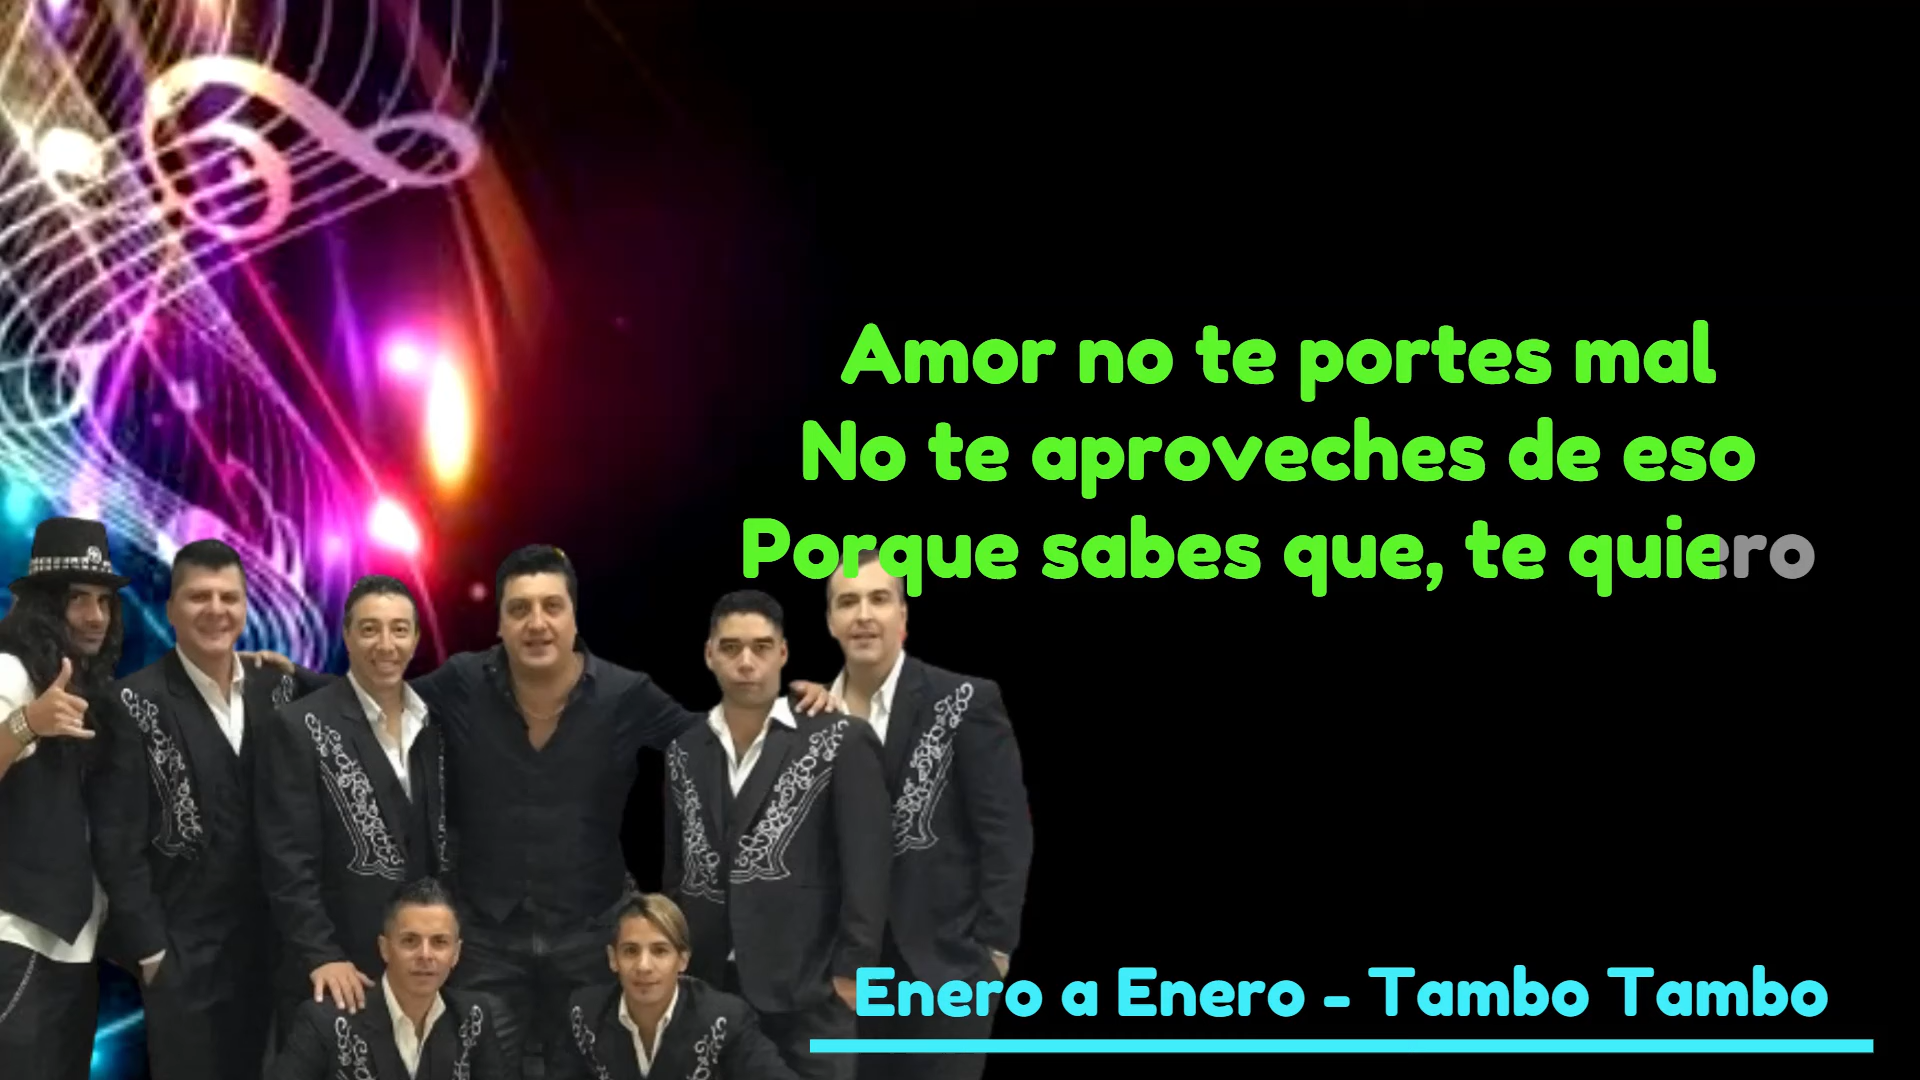 Amor no te portes mal
No te aproveches de eso
Porque sabes que, te quiero
Enero a Enero - Tambo Tambo